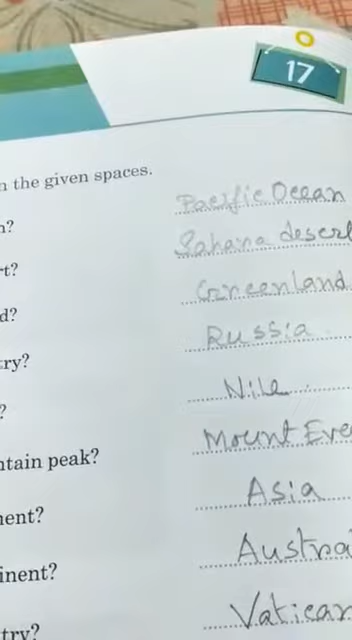 17
n the given spaces.
n? Pacific Ocean
rt? Sahara desert
d? Greenland
ry? Russia
? Nile
ntain peak? Mount Eve
nent? Asia
inent? Austra
try? Vatican